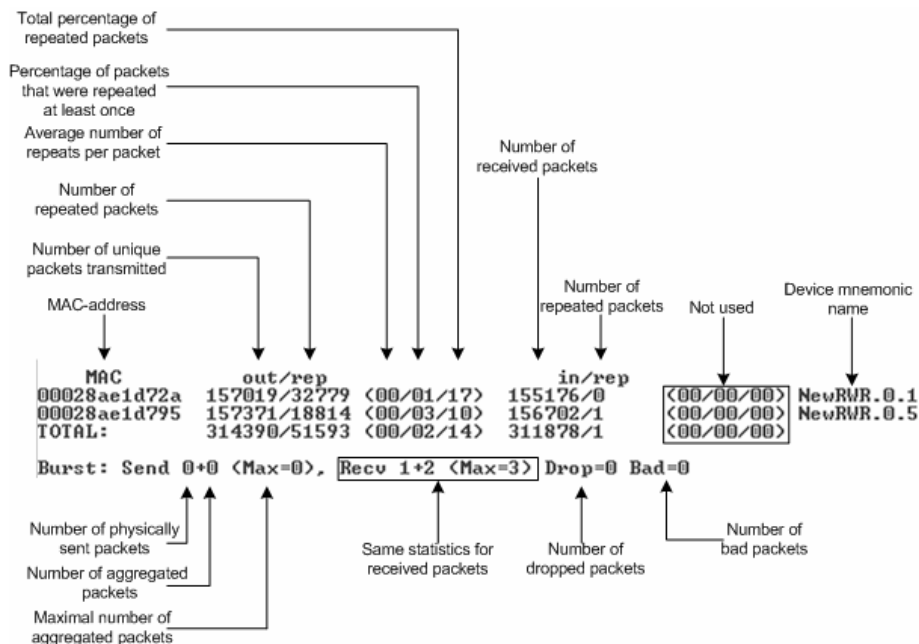 Total percentage of
repeated packets
Percentage of packets
that were repeated
at least once
Average number of
repeats per packet
Number of
received packets
Number of
repeated packets
Number of unique
packets transmitted
Number of
repeated packets
MAC-address
Not used
Device mnemonic
name
MAC out/rep in/rep
00028ae1d72a 157019/32779 (00/01/17) 155176/0 (00/00/00) NewRWR.0.1
00028ae1d795 157371/18814 (00/03/10) 156702/1 (00/00/00) NewRWR.0.5
TOTAL: 314390/51593 (00/02/14) 311878/1 (00/00/00)
Burst: Send 0+0 (Max=0), Recv 1+2 (Max=3) Drop=0 Bad=0
Number of physically
sent packets
Same statistics for
received packets
Number of
dropped packets
Number of
bad packets
Number of aggregated
packets
Maximal number of
aggregated packets